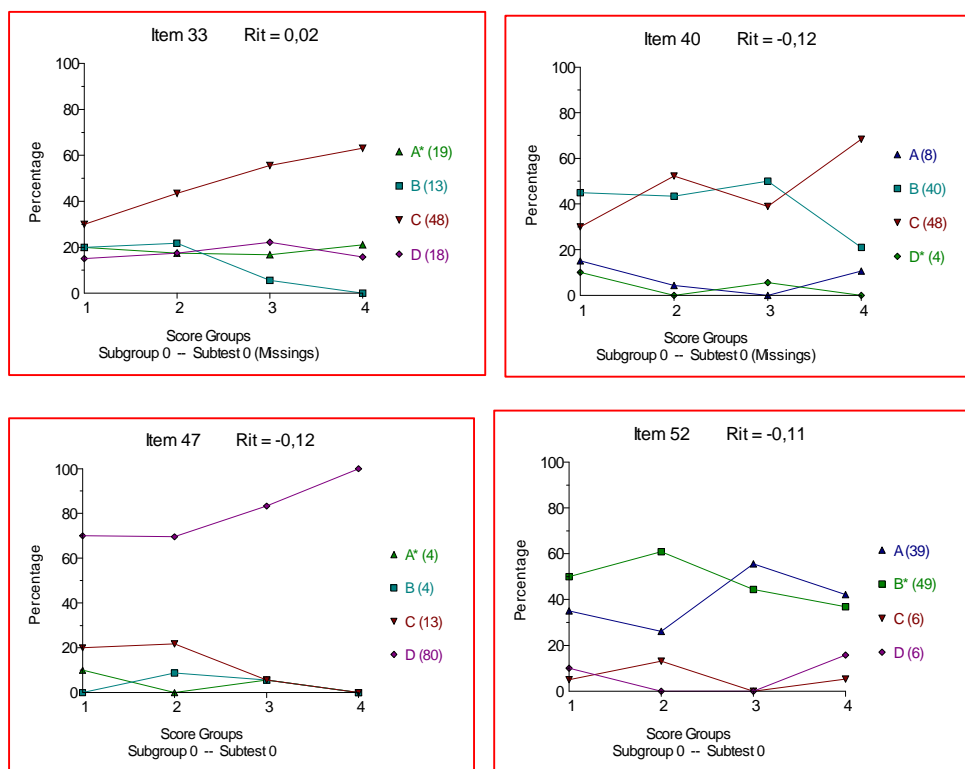 Item 33 Rit = 0,02
100
80
60
40
20
0
Percentage
A* (19)
B (13)
C (48)
D (18)
1 2 3 4
Score Groups
Subgroup 0 -- Subtest 0 (Missings)
Item 40 Rit = -0,12
100
80
60
40
20
0
Percentage
A (8)
B (40)
C (48)
D* (4)
1 2 3 4
Score Groups
Subgroup 0 -- Subtest 0 (Missings)
Item 47 Rit = -0,12
100
80
60
40
20
0
Percentage
A* (4)
B (4)
C (13)
D (80)
1 2 3 4
Score Groups
Subgroup 0 -- Subtest 0
Item 52 Rit = -0,11
100
80
60
40
20
0
Percentage
A (39)
B* (49)
C (6)
D (6)
1 2 3 4
Score Groups
Subgroup 0 -- Subtest 0